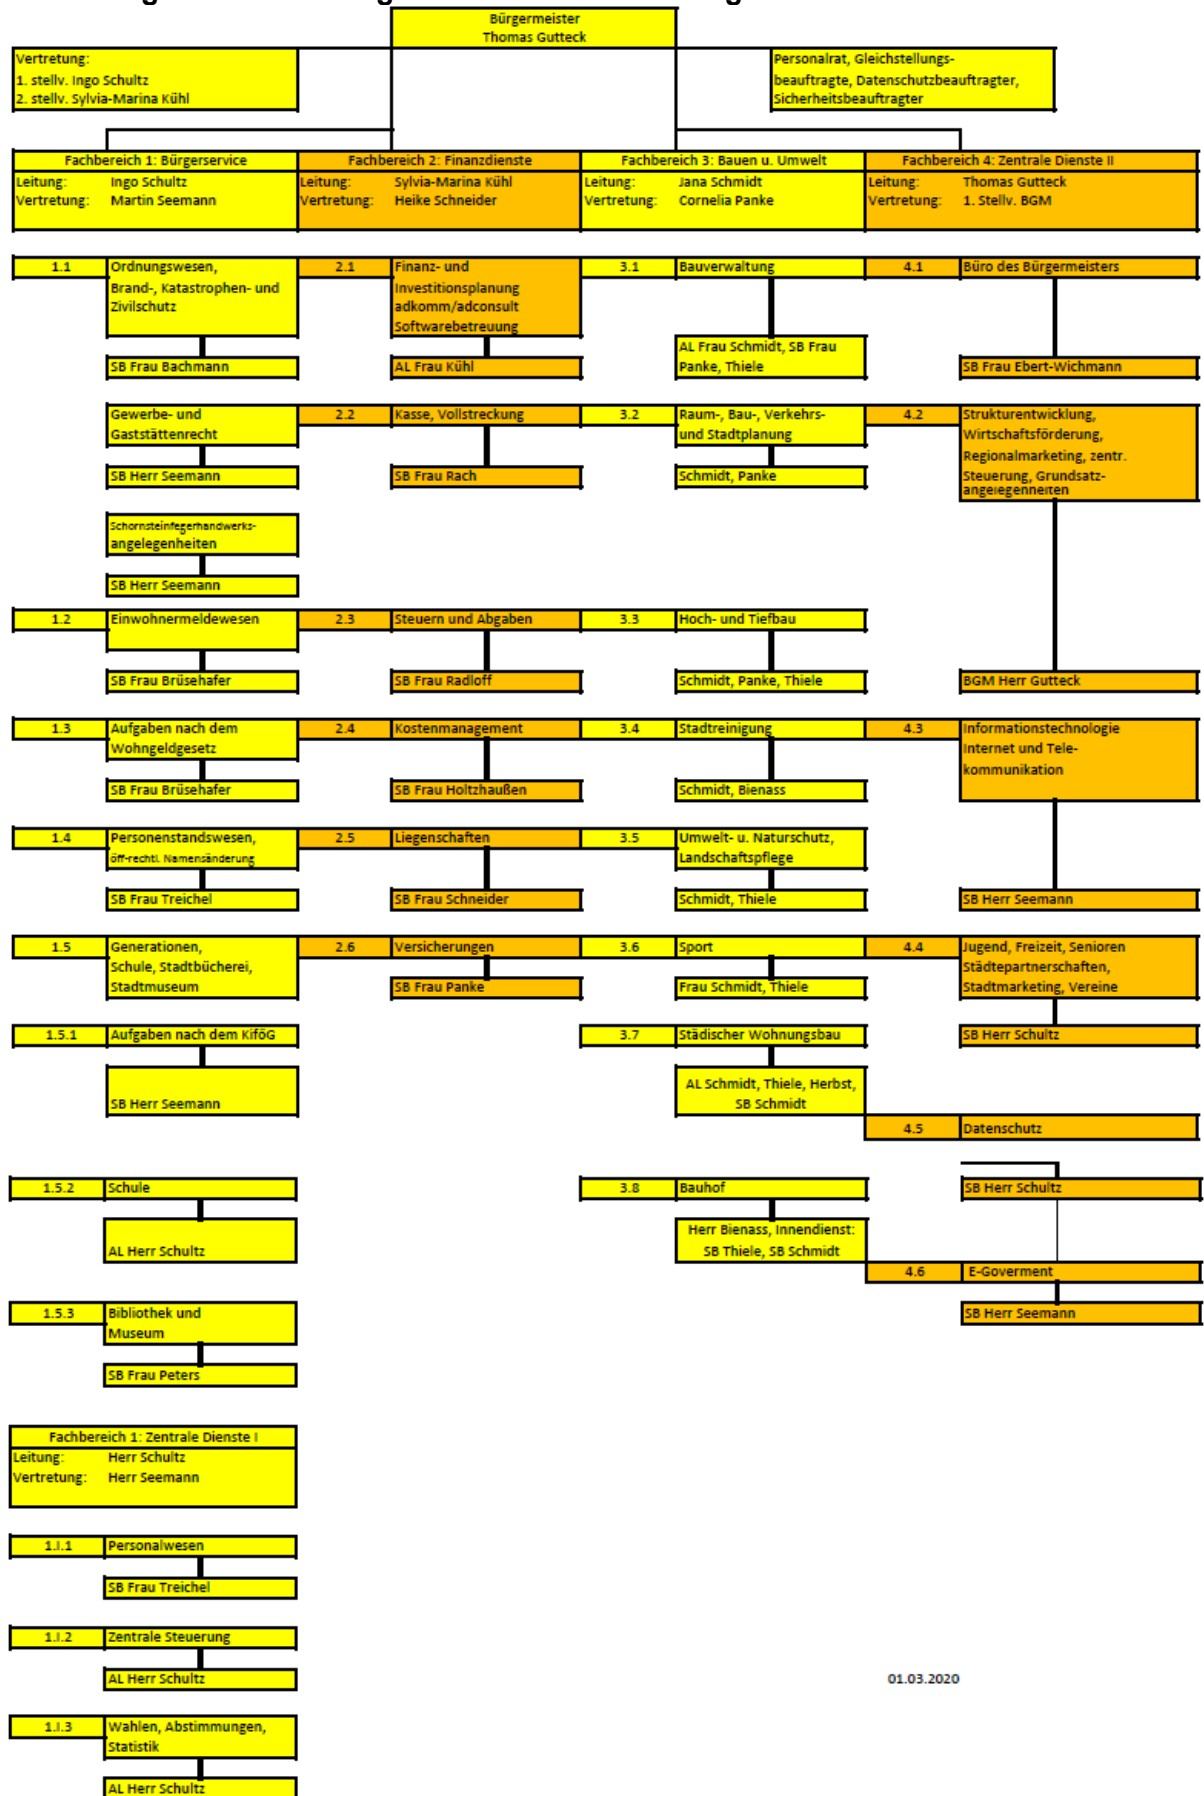 Bürgermeister
Thomas Gutteck
Vertretung:
1. stellv. Ingo Schultz
2. stellv. Sylvia-Marina Kühl
Personalrat, Gleichstellungs-
beauftragte, Datenschutzbeauftragter,
Sicherheitsbeauftragter
Fachbereich 1: Bürgerservice
Leitung: Ingo Schultz
Vertretung: Martin Seemann
Fachbereich 2: Finanzdienste
Leitung: Sylvia-Marina Kühl
Vertretung: Heike Schneider
Fachbereich 3: Bauen u. Umwelt
Leitung: Jana Schmidt
Vertretung: Cornelia Panke
Fachbereich 4: Zentrale Dienste II
Leitung: Thomas Gutteck
Vertretung: 1. Stellv. BGM
1.1 Ordnungswesen,
Brand-, Katastrophen- und
Zivilschutz
SB Frau Bachmann
Gewerbe- und
Gaststättenrecht
SB Herr Seemann
Schornsteinfegerhandwerks-
angelegenheiten
SB Herr Seemann
1.2 Einwohnermeldewesen
SB Frau Brüsehafer
1.3 Aufgaben nach dem
Wohngeldgesetz
SB Frau Brüsehafer
1.4 Personenstandswesen,
öff-rechtl. Namensänderung
SB Frau Treichel
1.5 Generationen,
Schule, Stadtbücherei,
Stadtmuseum
1.5.1 Aufgaben nach dem KiföG
SB Herr Seemann
1.5.2 Schule
AL Herr Schultz
1.5.3 Bibliothek und
Museum
SB Frau Peters
2.1 Finanz- und
Investitionsplanung
adkomm/adconsult
Softwarebetreuung
AL Frau Kühl
2.2 Kasse, Vollstreckung
SB Frau Rach
2.3 Steuern und Abgaben
SB Frau Radloff
2.4 Kostenmanagement
SB Frau Holtzhaußen
2.5 Liegenschaften
SB Frau Schneider
2.6 Versicherungen
SB Frau Panke
3.1 Bauverwaltung
AL Frau Schmidt, SB Frau
Panke, Thiele
3.2 Raum-, Bau-, Verkehrs-
und Stadtplanung
Schmidt, Panke
3.3 Hoch- und Tiefbau
Schmidt, Panke, Thiele
3.4 Stadtreinigung
Schmidt, Bienass
3.5 Umwelt- u. Naturschutz,
Landschaftspflege
Schmidt, Thiele
3.6 Sport
Frau Schmidt, Thiele
3.7 Städischer Wohnungsbau
AL Schmidt, Thiele, Herbst,
SB Schmidt
3.8 Bauhof
Herr Bienass, Innendienst:
SB Thiele, SB Schmidt
4.1 Büro des Bürgermeisters
SB Frau Ebert-Wichmann
4.2 Strukturentwicklung,
Wirtschaftsförderung,
Regionalmarketing, zentr.
Steuerung, Grundsatz-
angelegenheiten
BGM Herr Gutteck
4.3 Informationstechnologie
Internet und Tele-
kommunikation
SB Herr Seemann
4.4 Jugend, Freizeit, Senioren
Städtepartnerschaften,
Stadtmarketing, Vereine
SB Herr Schultz
4.5 Datenschutz
SB Herr Schultz
4.6 E-Goverment
SB Herr Seemann
Fachbereich 1: Zentrale Dienste I
Leitung: Herr Schultz
Vertretung: Herr Seemann
1.I.1 Personalwesen
SB Frau Treichel
1.I.2 Zentrale Steuerung
AL Herr Schultz
1.I.3 Wahlen, Abstimmungen,
Statistik
AL Herr Schultz
01.03.2020